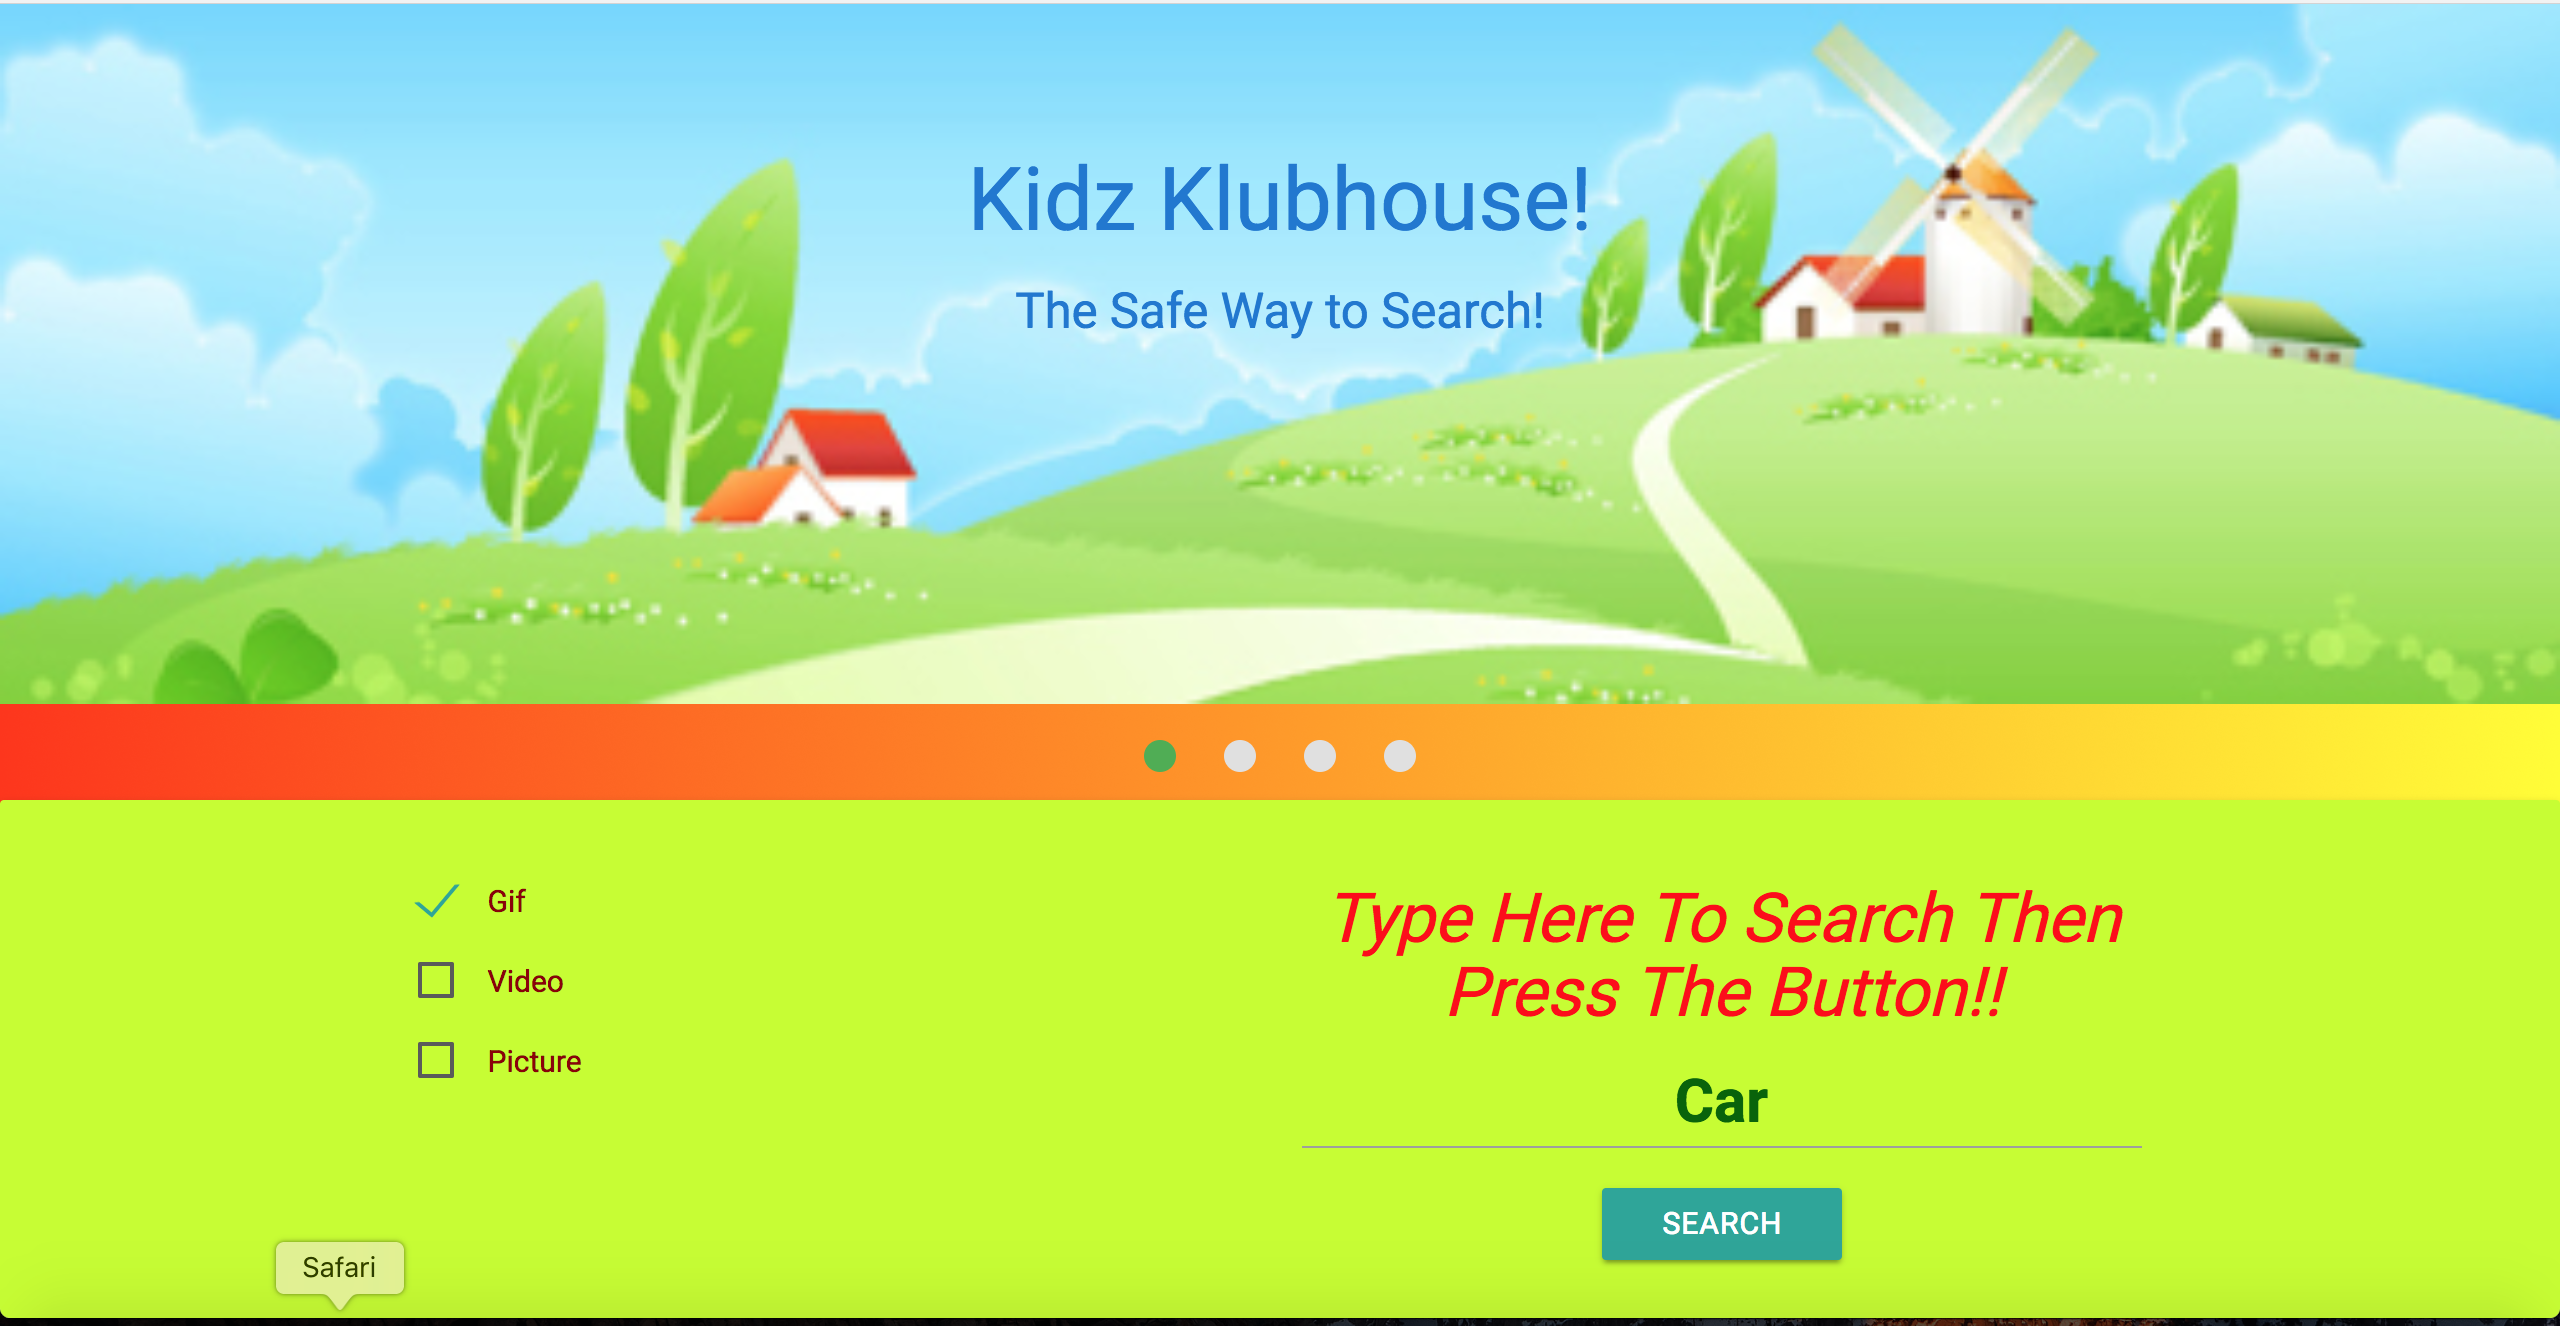 Kidz Klubhouse!
The Safe Way to Search!
Gif
Video
Picture
Type Here To Search Then
Press The Button!!
Car
SEARCH
Safari